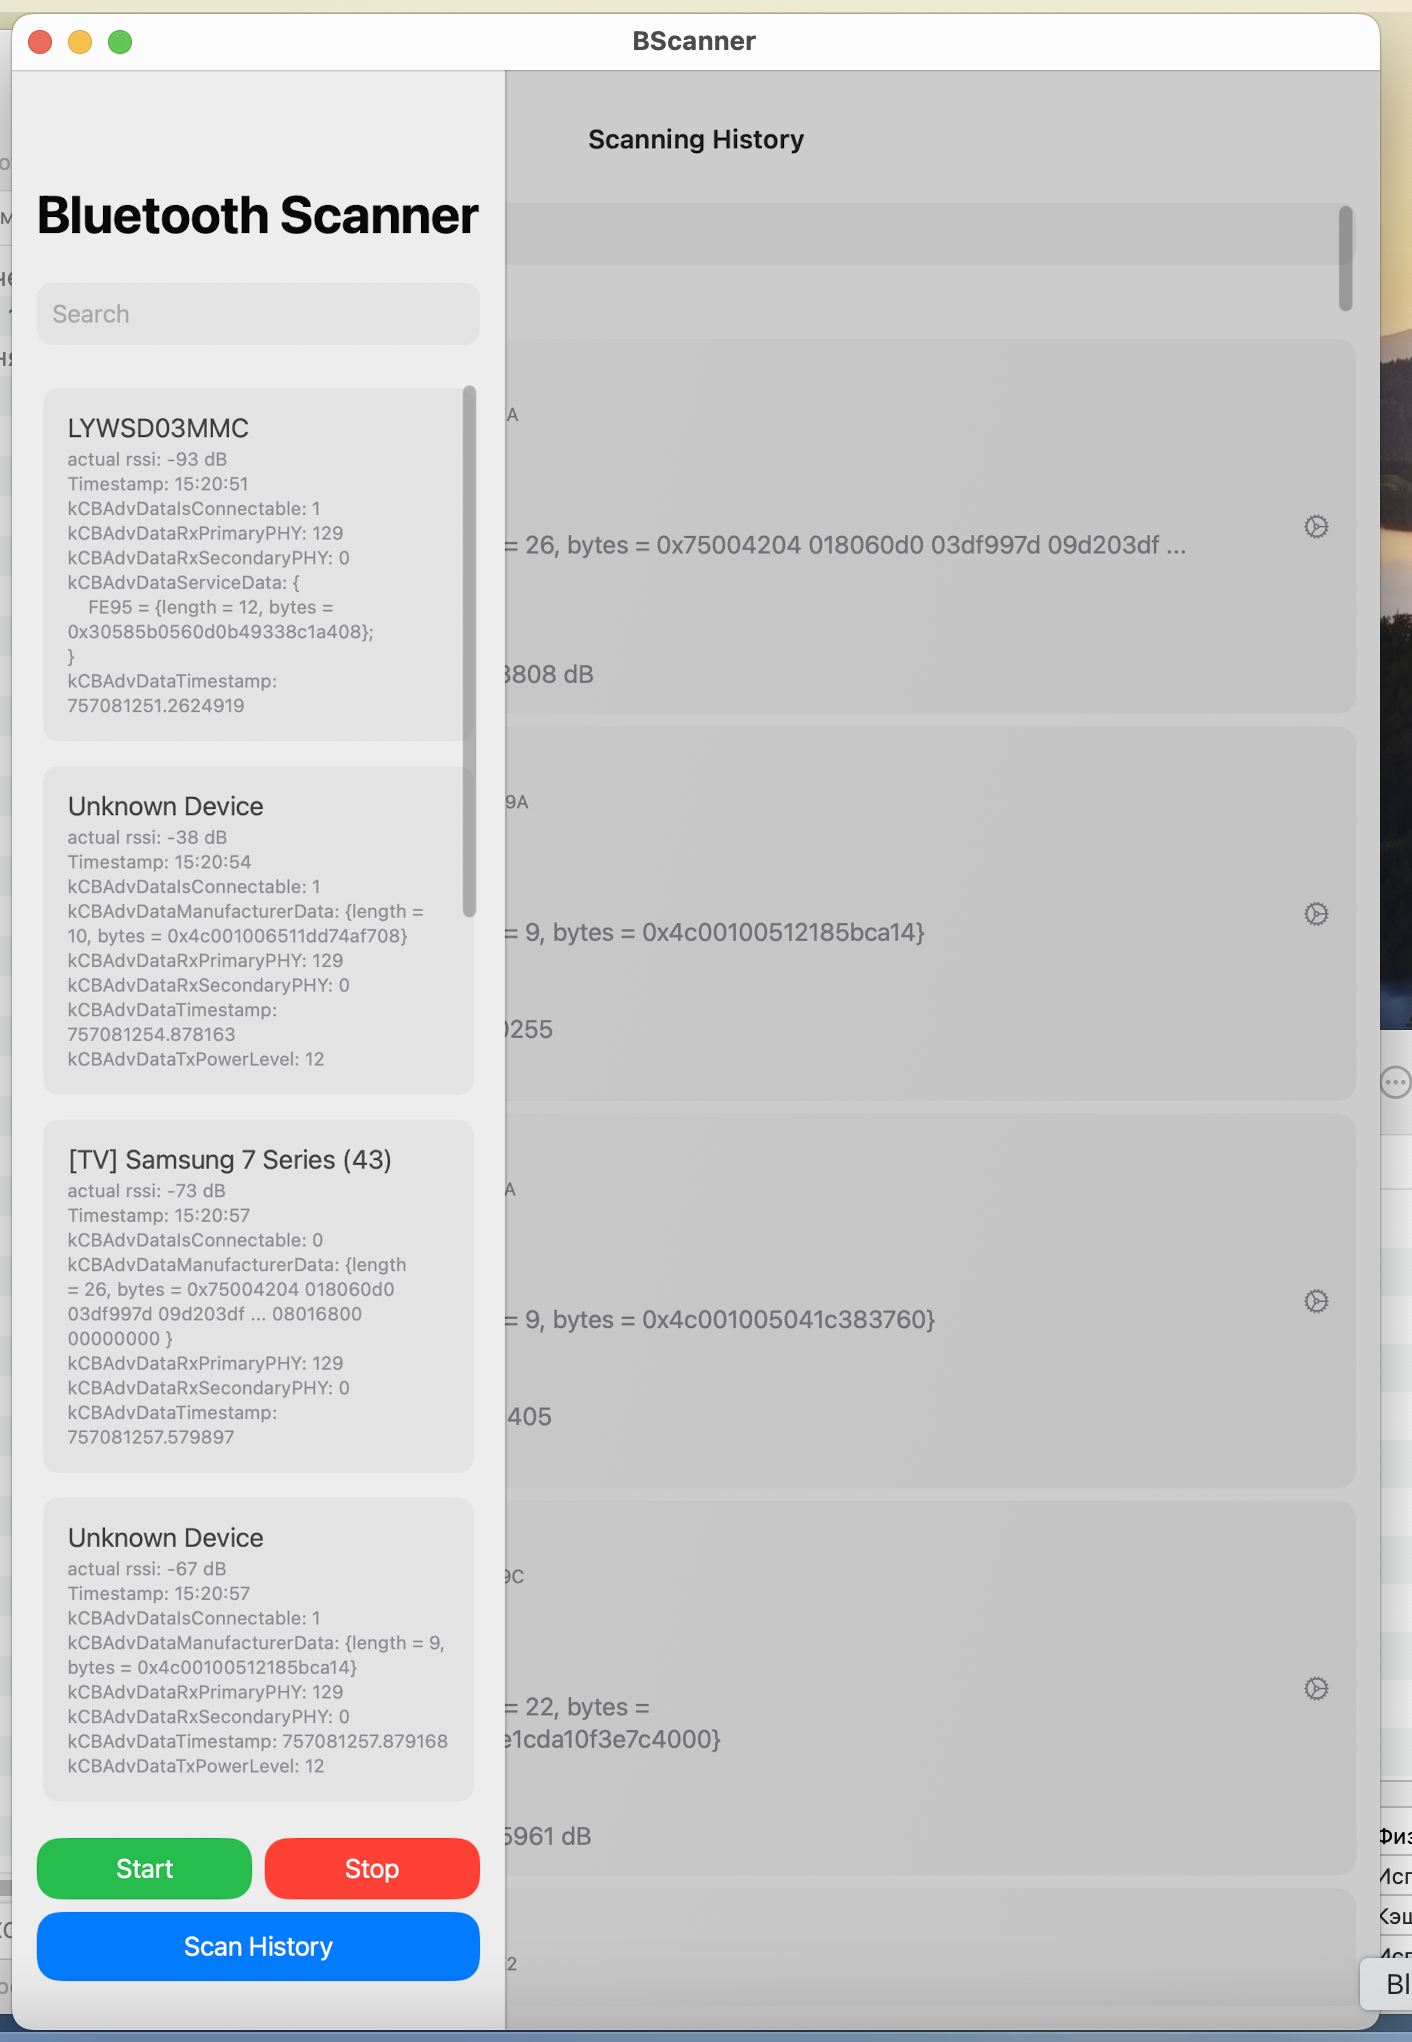 BScanner
Bluetooth Scanner
Search
LYWSD03MMC
actual rssi: -93 dB
Timestamp: 15:20:51
kCBAdvDataIsConnectable: 1
kCBAdvDataRxPrimaryPHY: 129
kCBAdvDataRxSecondaryPHY: 0
kCBAdvDataServiceData: {
FE95 = {length = 12, bytes =
0x30585b0560d0b49338c1a408};
}
kCBAdvDataTimestamp:
757081251.2624919
Unknown Device
actual rssi: -38 dB
Timestamp: 15:20:54
kCBAdvDataIsConnectable: 1
kCBAdvDataManufacturerData: {length =
10, bytes = 0x4c001006511dd74af708}
kCBAdvDataRxPrimaryPHY: 129
kCBAdvDataRxSecondaryPHY: 0
kCBAdvDataTimestamp:
757081254.878163
kCBAdvDataTxPowerLevel: 12
[TV] Samsung 7 Series (43)
actual rssi: -73 dB
Timestamp: 15:20:57
kCBAdvDataIsConnectable: 0
kCBAdvDataManufacturerData: {length
= 26, bytes = 0x75004204 018060d0
03df997d 09d203df ... 08016800
00000000 }
kCBAdvDataRxPrimaryPHY: 129
kCBAdvDataRxSecondaryPHY: 0
kCBAdvDataTimestamp:
757081257.579897
Unknown Device
actual rssi: -67 dB
Timestamp: 15:20:57
kCBAdvDataIsConnectable: 1
kCBAdvDataManufacturerData: {length = 9,
bytes = 0x4c00100512185bca14}
kCBAdvDataRxPrimaryPHY: 129
kCBAdvDataRxSecondaryPHY: 0
kCBAdvDataTimestamp: 757081257.879168
kCBAdvDataTxPowerLevel: 12
Start
Stop
Scan History
Scanning History
A
= 26, bytes = 0x75004204 018060d0 03df997d 09d203df ...
3808 dB
9A
= 9, bytes = 0x4c00100512185bca14}
0255
A
= 9, bytes = 0x4c001005041c383760}
405
9C
= 22, bytes =
e1cda10f3e7c4000}
5961 dB
2
Физ
Исп
Кэш
Bl